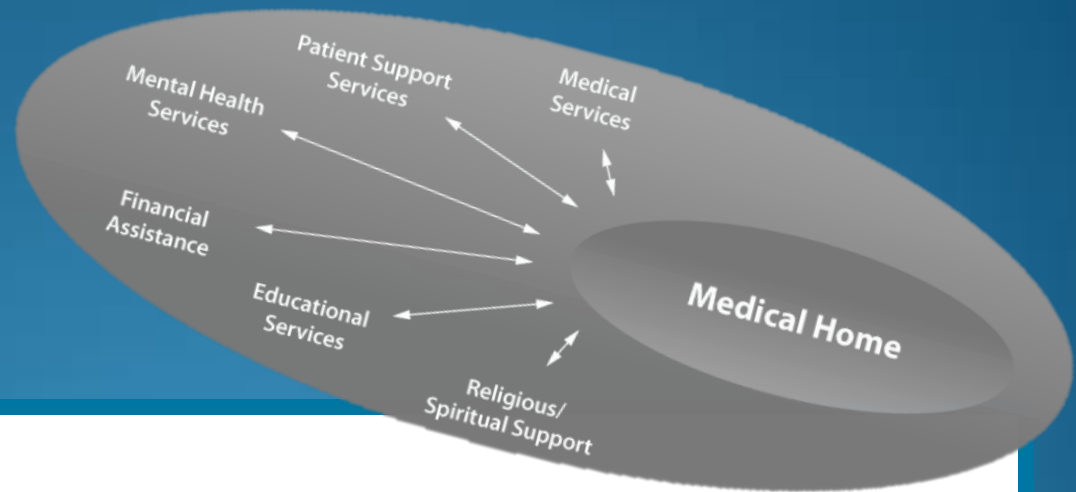 Patient Support
Services
Medical
Services
Mental Health
Services
Financial
Assistance
Educational
Services
Religious/
Spiritual Support
Medical Home